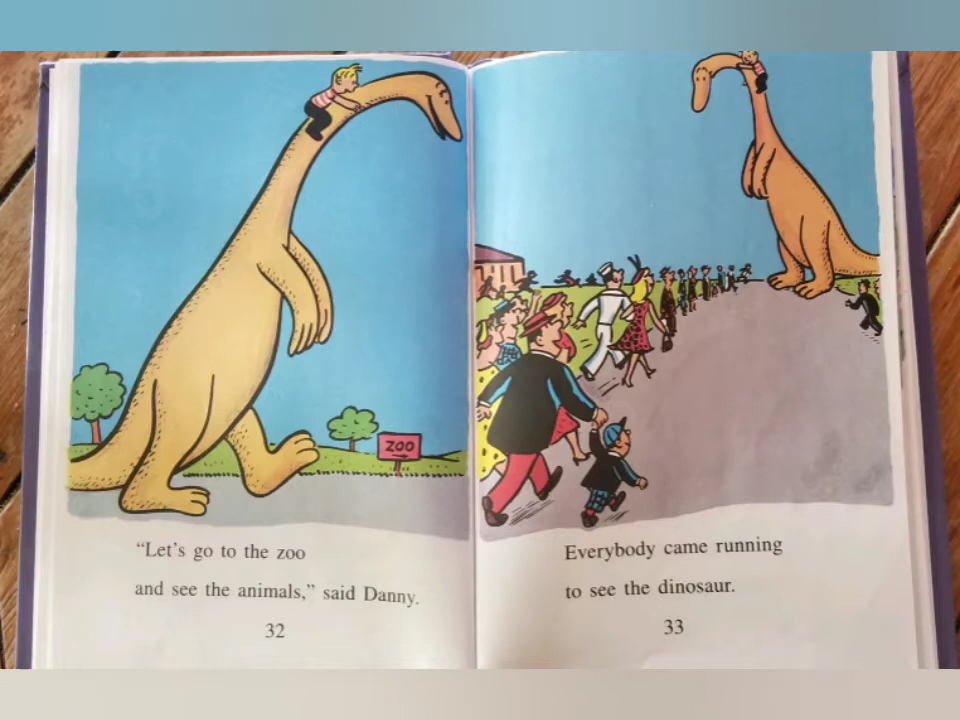 ZOO
“Let’s go to the zoo
and see the animals,” said Danny.
32
Everybody came running
to see the dinosaur.
33